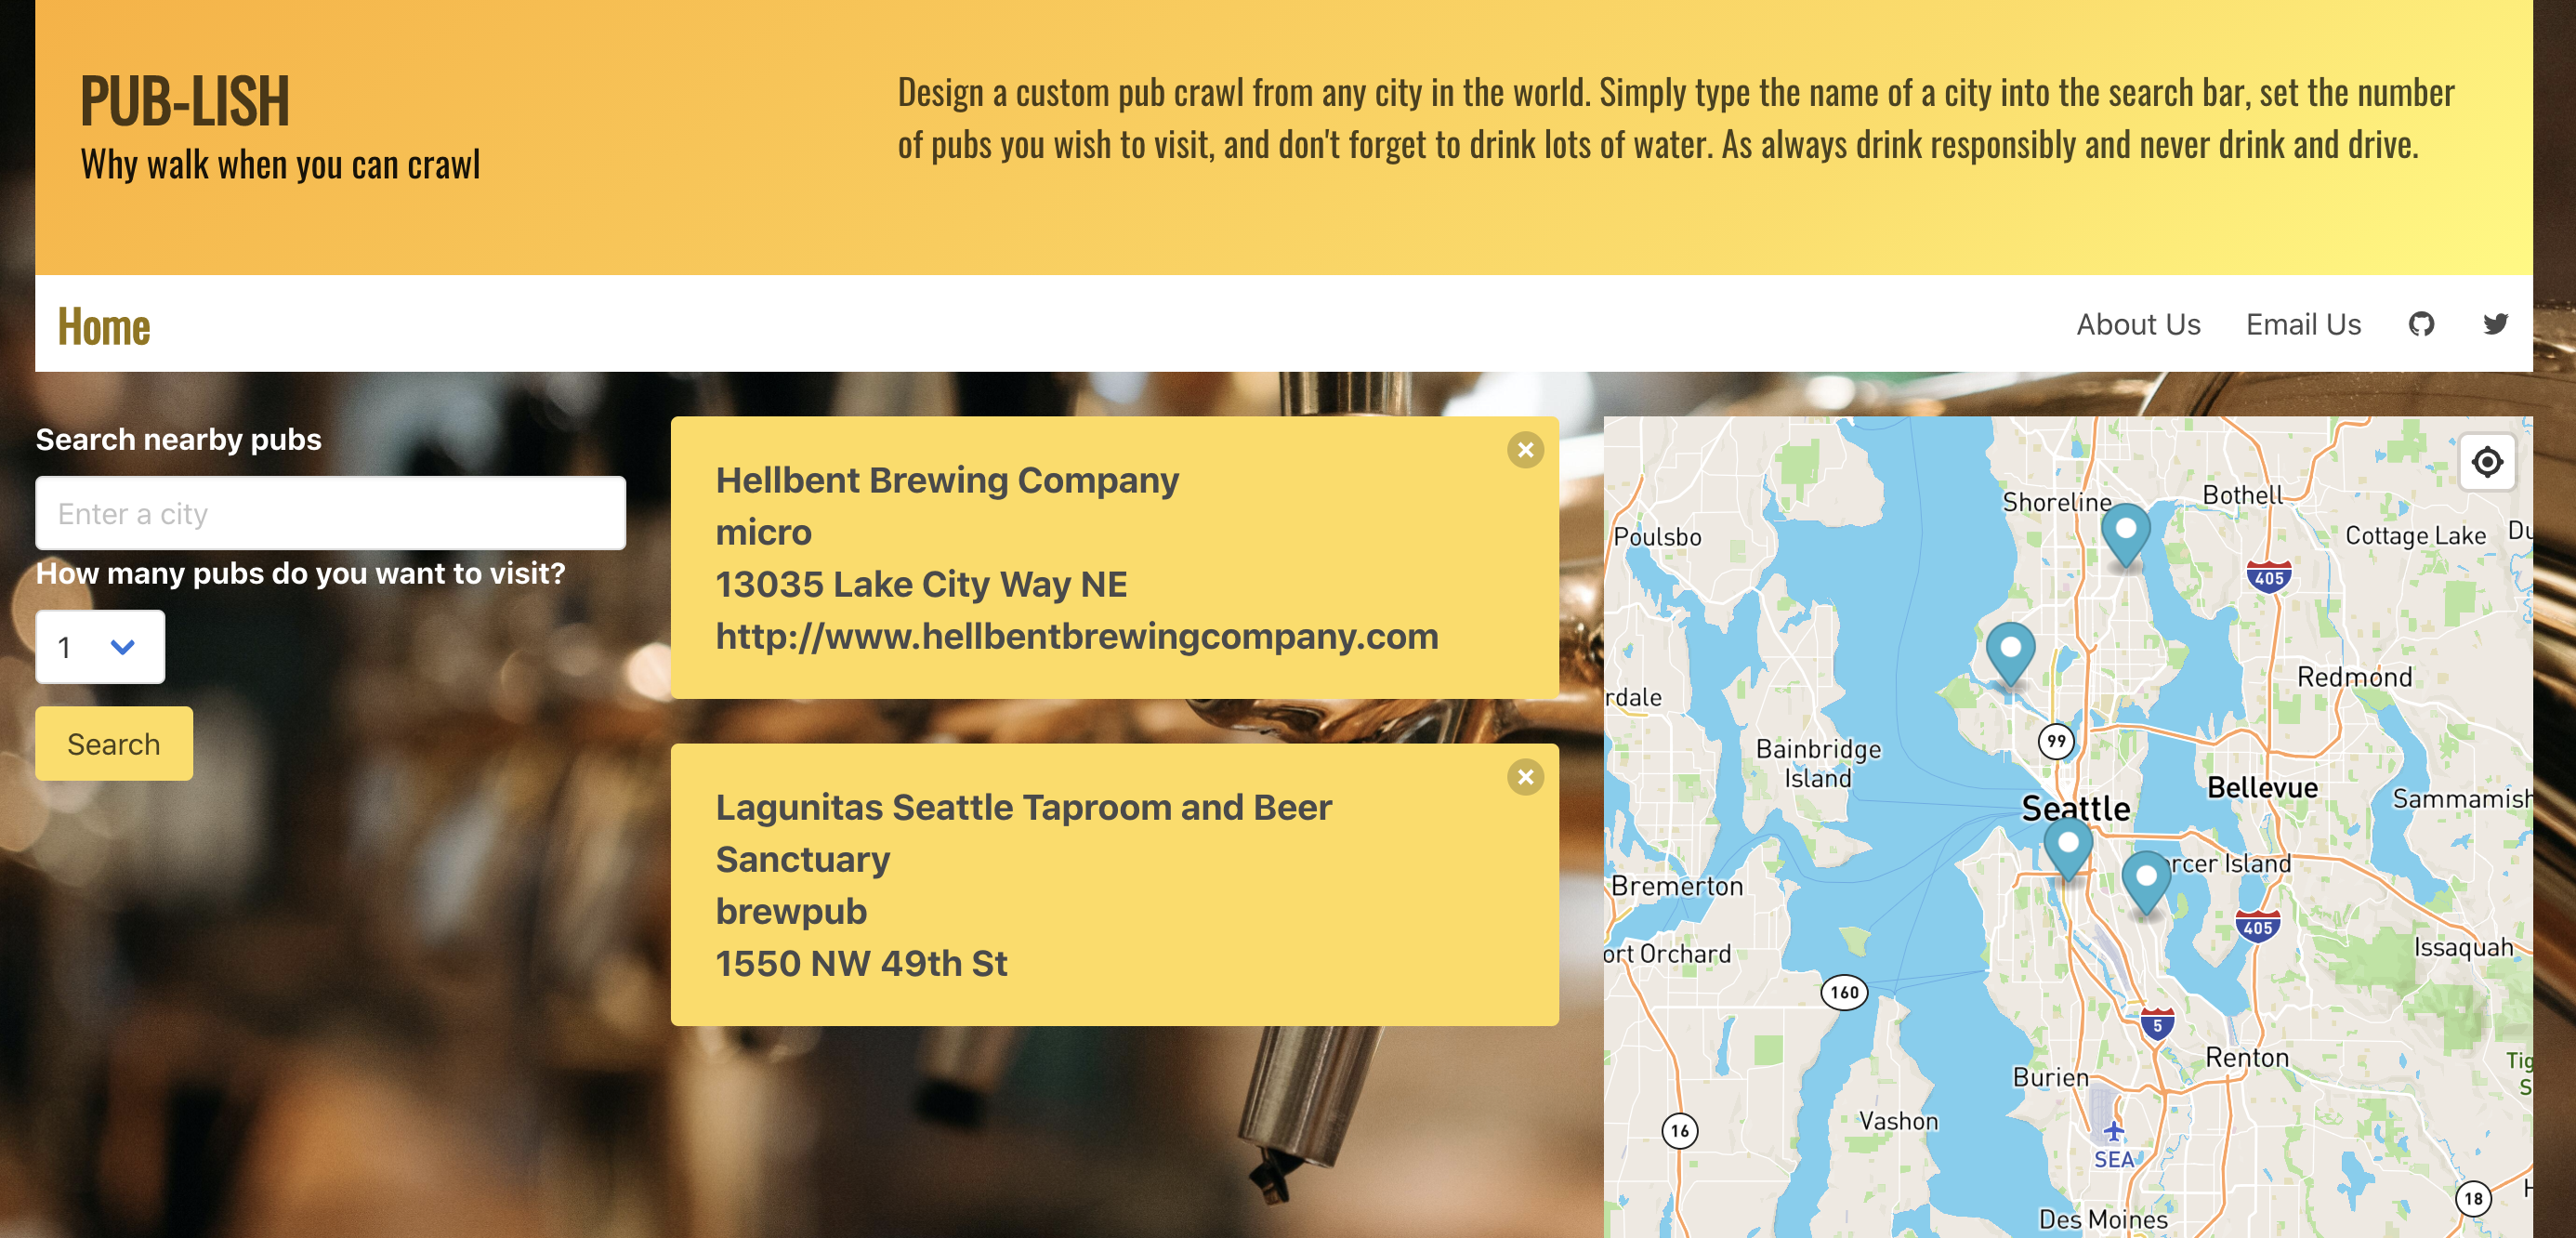 PUB-LISH
Why walk when you can crawl
Design a custom pub crawl from any city in the world. Simply type the name of a city into the search bar, set the number
of pubs you wish to visit, and don't forget to drink lots of water. As always drink responsibly and never drink and drive.
Home
About Us
Email Us
Search nearby pubs
Enter a city
How many pubs do you want to visit?
1
Search
Hellbent Brewing Company
micro
13035 Lake City Way NE
http://www.hellbentbrewingcompany.com
Lagunitas Seattle Taproom and Beer
Sanctuary
brewpub
1550 NW 49th St
Shoreline
Bothell
Poulsbo
Cottage Lake
Du
405
rdale
Redmond
99
Bainbridge
Island
Bellevue
Seattle
Sammamish
rcer Island
Bremerton
405
ort Orchard
Issaquah
160
5
Renton
Tig
S
Burien
Vashon
16
SEA
18
H
Des Moines